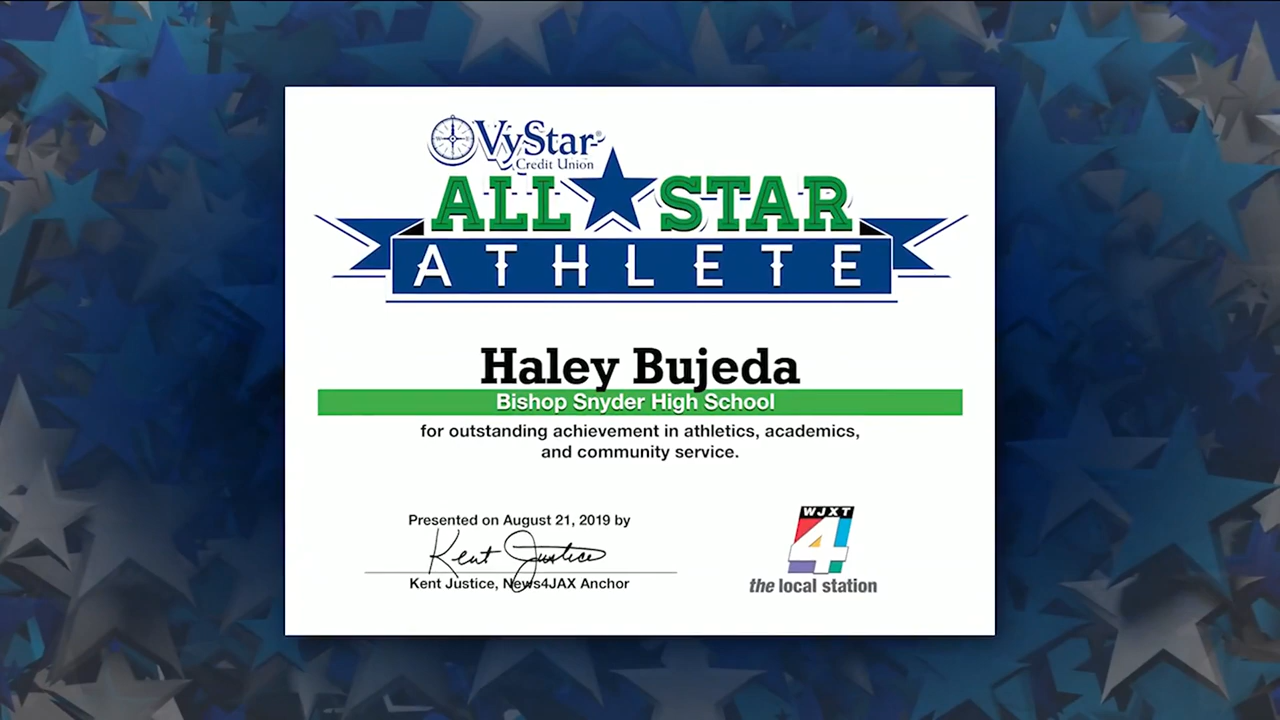 VyStar®
Credit Union
ALL STAR
ATHLETE
Haley Bujeda
Bishop Snyder High School
for outstanding achievement in athletics, academics,
and community service.
Presented on August 21, 2019 by
Kent Justice
Kent Justice, News4JAX Anchor
WJXT
4
the local station